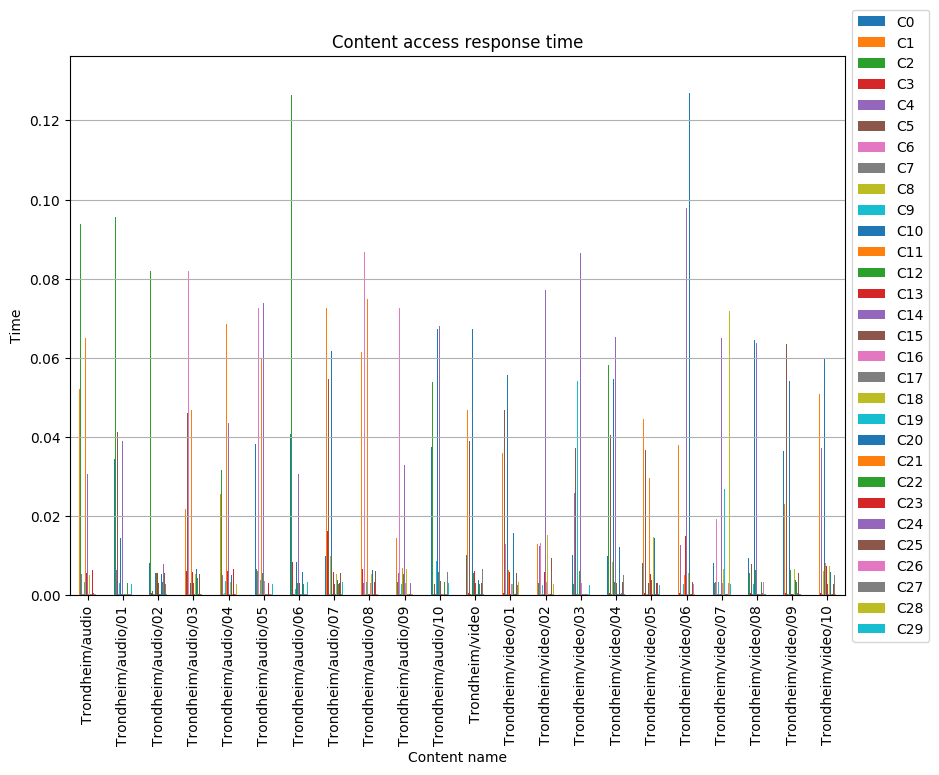 Content access response time
Time
0.12
0.10
0.08
0.06
0.04
0.02
0.00
Trondheim/audio
Trondheim/audio/01
Trondheim/audio/02
Trondheim/audio/03
Trondheim/audio/04
Trondheim/audio/05
Trondheim/audio/06
Trondheim/audio/07
Trondheim/audio/08
Trondheim/audio/09
Trondheim/audio/10
Trondheim/video
Trondheim/video/01
Trondheim/video/02
Trondheim/video/03
Trondheim/video/04
Trondheim/video/05
Trondheim/video/06
Trondheim/video/07
Trondheim/video/08
Trondheim/video/09
Trondheim/video/10
Content name
C0
C1
C2
C3
C4
C5
C6
C7
C8
C9
C10
C11
C12
C13
C14
C15
C16
C17
C18
C19
C20
C21
C22
C23
C24
C25
C26
C27
C28
C29